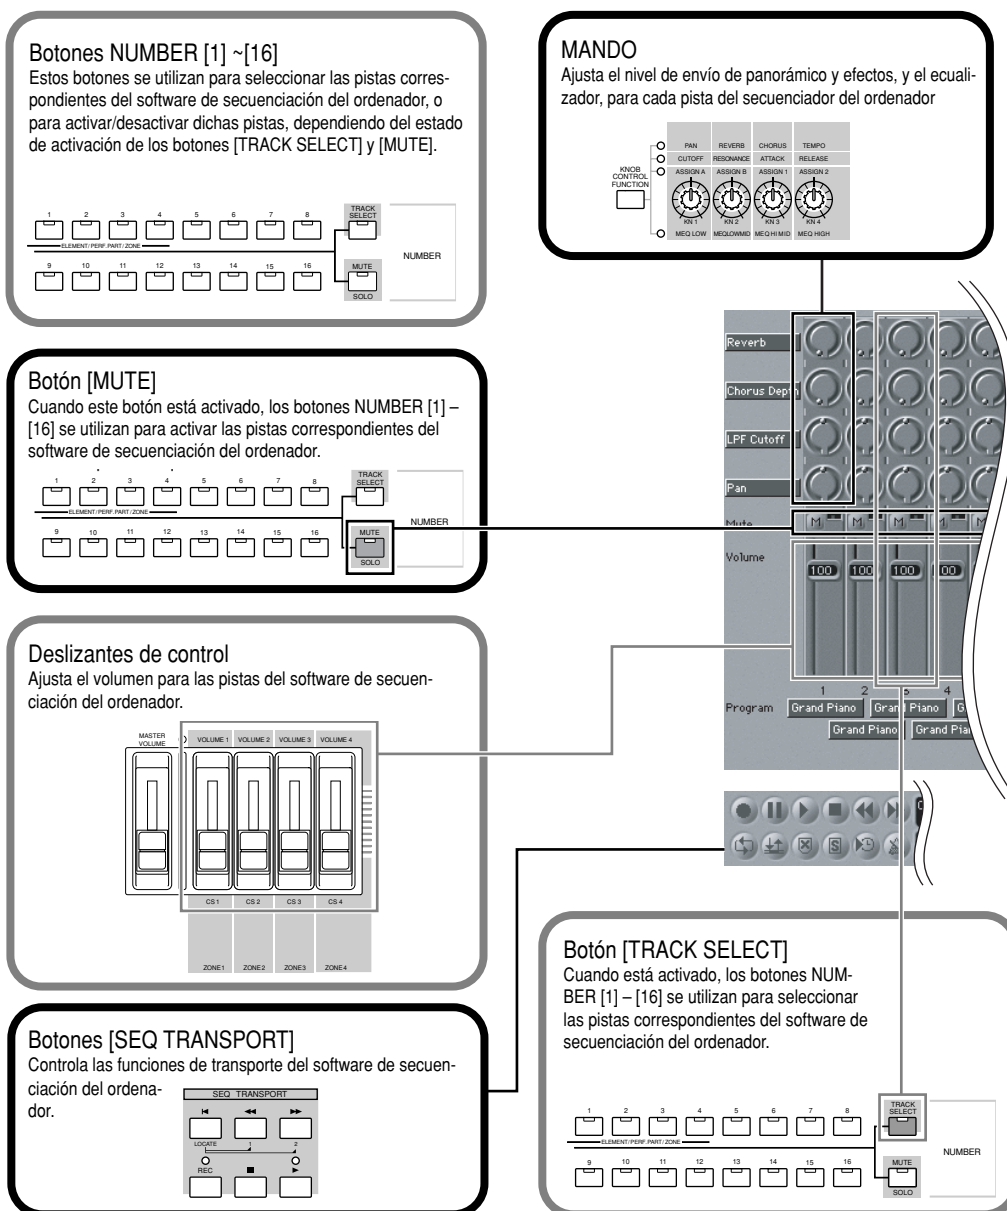 Botones NUMBER [1] ~[16]
Estos botones se utilizan para seleccionar las pistas corres-
pondientes del software de secuenciación del ordenador, o
para activar/desactivar dichas pistas, dependiendo del estado
de activación de los botones [TRACK SELECT] y [MUTE].
1 2 3 4 5 6 7 8
TRACK
SELECT
ELEMENT/ PERF. PART/ ZONE
NUMBER
9 10 11 12 13 14 15 16
MUTE
SOLO
MANDO
Ajusta el nivel de envío de panorámico y efectos, y el ecuali-
zador, para cada pista del secuenciador del ordenador
PAN REVERB CHORUS TEMPO
CUTOFF RESONANCE ATTACK RELEASE
KNOB
CONTROL
FUNCTION
ASSIGN A ASSIGN B ASSIGN 1 ASSIGN 2
KN 1 KN 2 KN 3 KN 4
MEQ LOW MEQ LOWMID MEQ HI MID MEQ HIGH
Botón [MUTE]
Cuando este botón está activado, los botones NUMBER [1] –
[16] se utilizan para activar las pistas correspondientes del
software de secuenciación del ordenador.
1 2 3 4 5 6 7 8
TRACK
SELECT
ELEMENT/ PERF. PART/ ZONE
NUMBER
9 10 11 12 13 14 15 16
MUTE
SOLO
Reverb
Chorus Depth
LPF Cutoff
Pan
Mute M M M M M
Volume
100 100 100 100
1 2 3 4
Program Grand Piano Grand Piano G
Grand Piano Grand Pia
Deslizantes de control
Ajusta el volumen para las pistas del software de secuen-
ciación del ordenador.
MASTER
VOLUME
VOLUME 1 VOLUME 2 VOLUME 3 VOLUME 4
CS 1 CS 2 CS 3 CS 4
ZONE 1 ZONE 2 ZONE 3 ZONE 4
Botones [SEQ TRANSPORT]
Controla las funciones de transporte del software de secuen-
ciación del ordena-
dor.
SEQ TRANSPORT
LOCATE 1 2
REC
Botón [TRACK SELECT]
Cuando está activado, los botones NUM-
BER [1] – [16] se utilizan para seleccionar
las pistas correspondientes del software de
secuenciación del ordenador.
1 2 3 4 5 6 7 8
TRACK
SELECT
ELEMENT/ PERF. PART/ ZONE
NUMBER
9 10 11 12 13 14 15 16
MUTE
SOLO